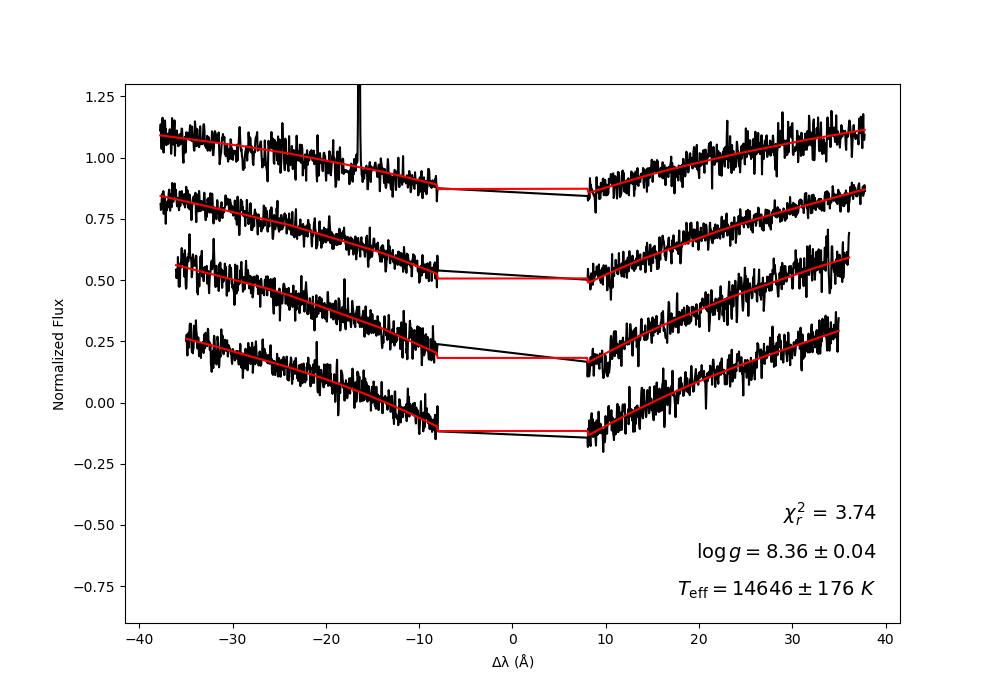 1.25
1.00
0.75
0.50
0.25
0.00
−0.25
−0.50
−0.75
Normalized Flux
χ²ᵣ = 3.74
log g = 8.36 ± 0.04
T_eff = 14646 ± 176 K
−40 −30 −20 −10 0 10 20 30 40
Δλ (Å)